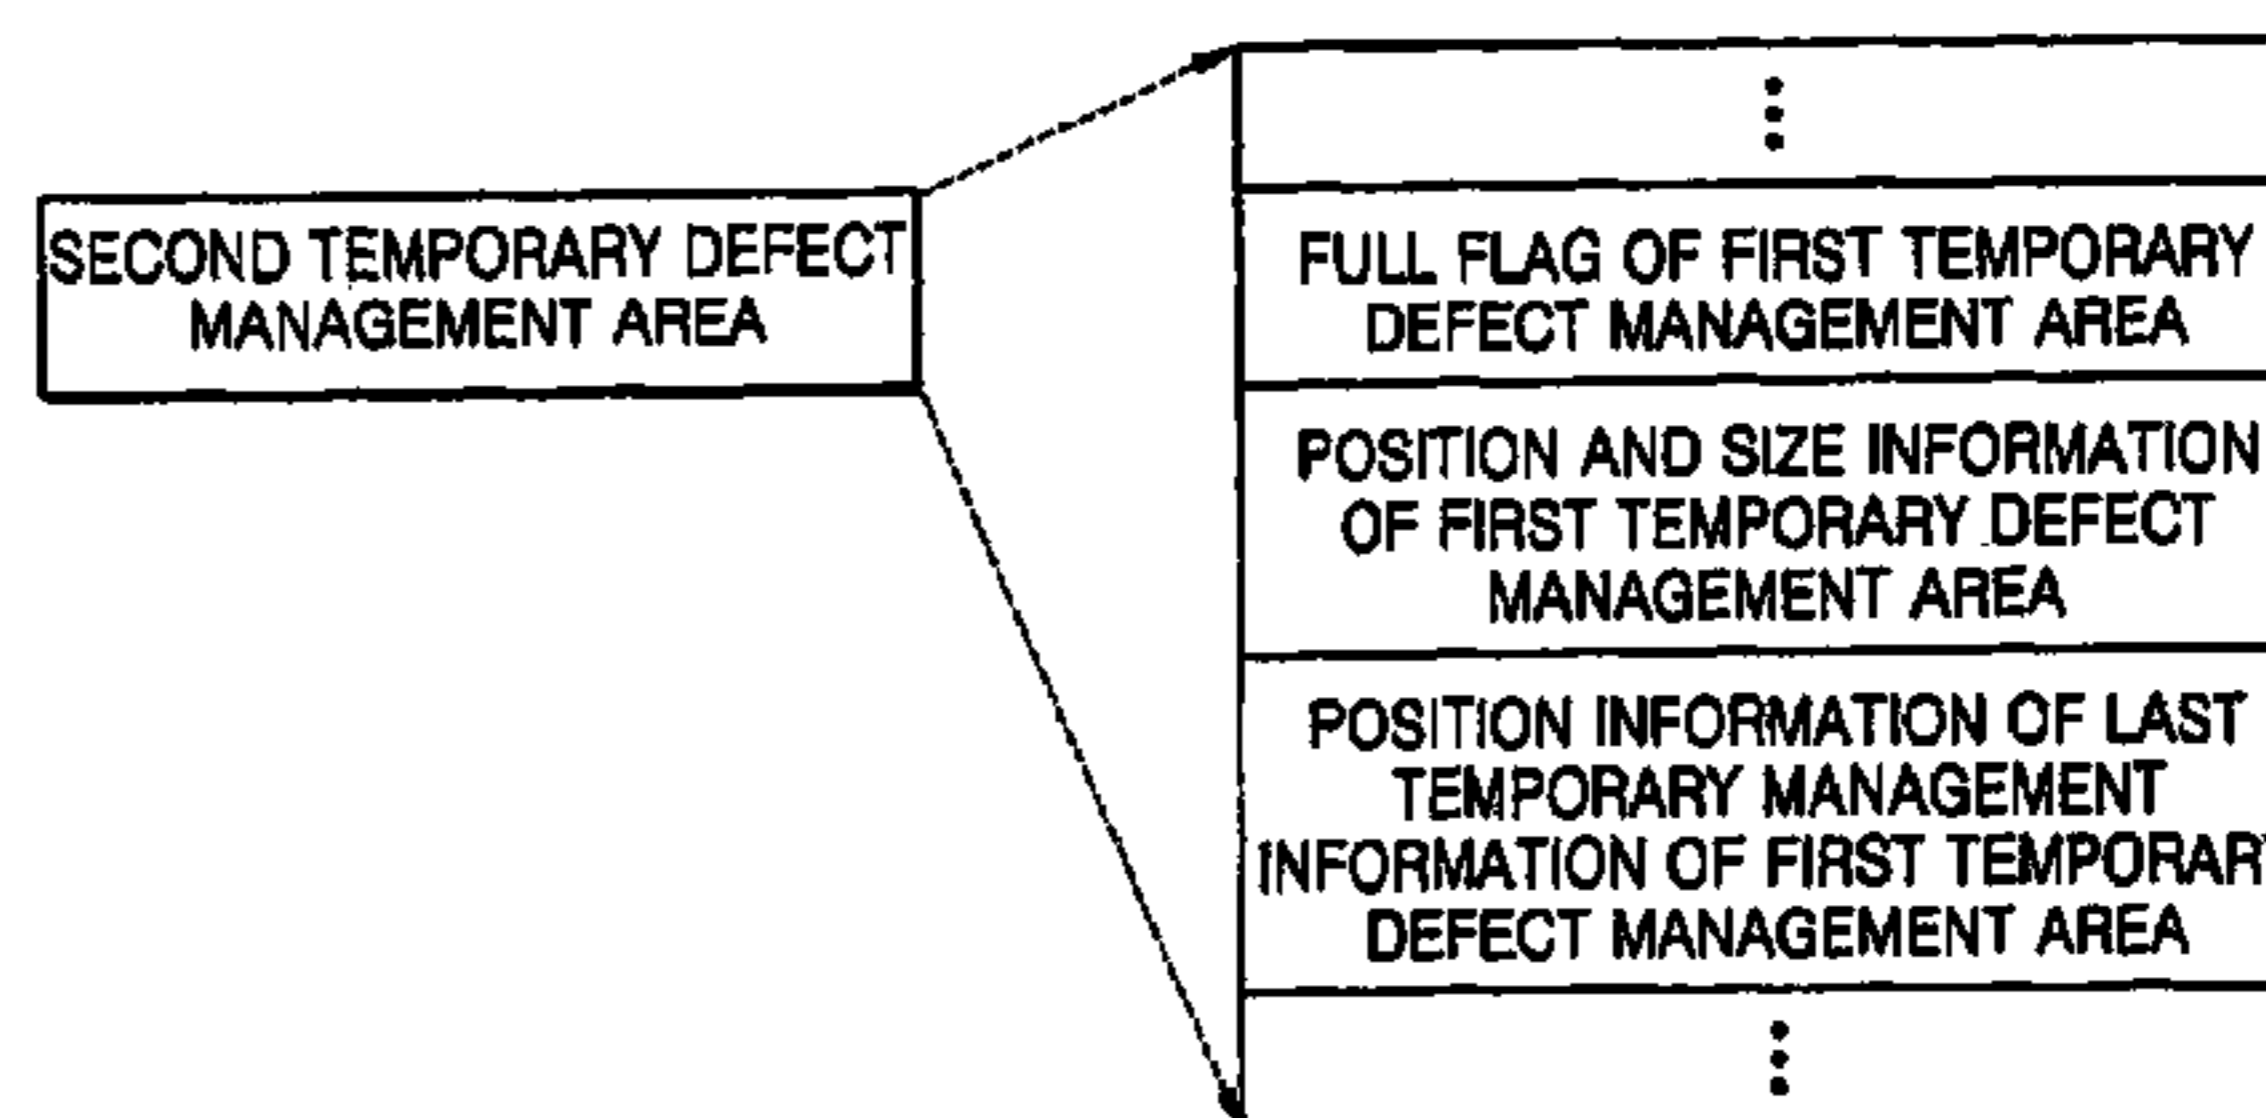 SECOND TEMPORARY DEFECT
MANAGEMENT AREA
FULL FLAG OF FIRST TEMPORARY
DEFECT MANAGEMENT AREA
POSITION AND SIZE INFORMATION
OF FIRST TEMPORARY DEFECT
MANAGEMENT AREA
POSITION INFORMATION OF LAST
TEMPORARY MANAGEMENT
INFORMATION OF FIRST TEMPORARY
DEFECT MANAGEMENT AREA